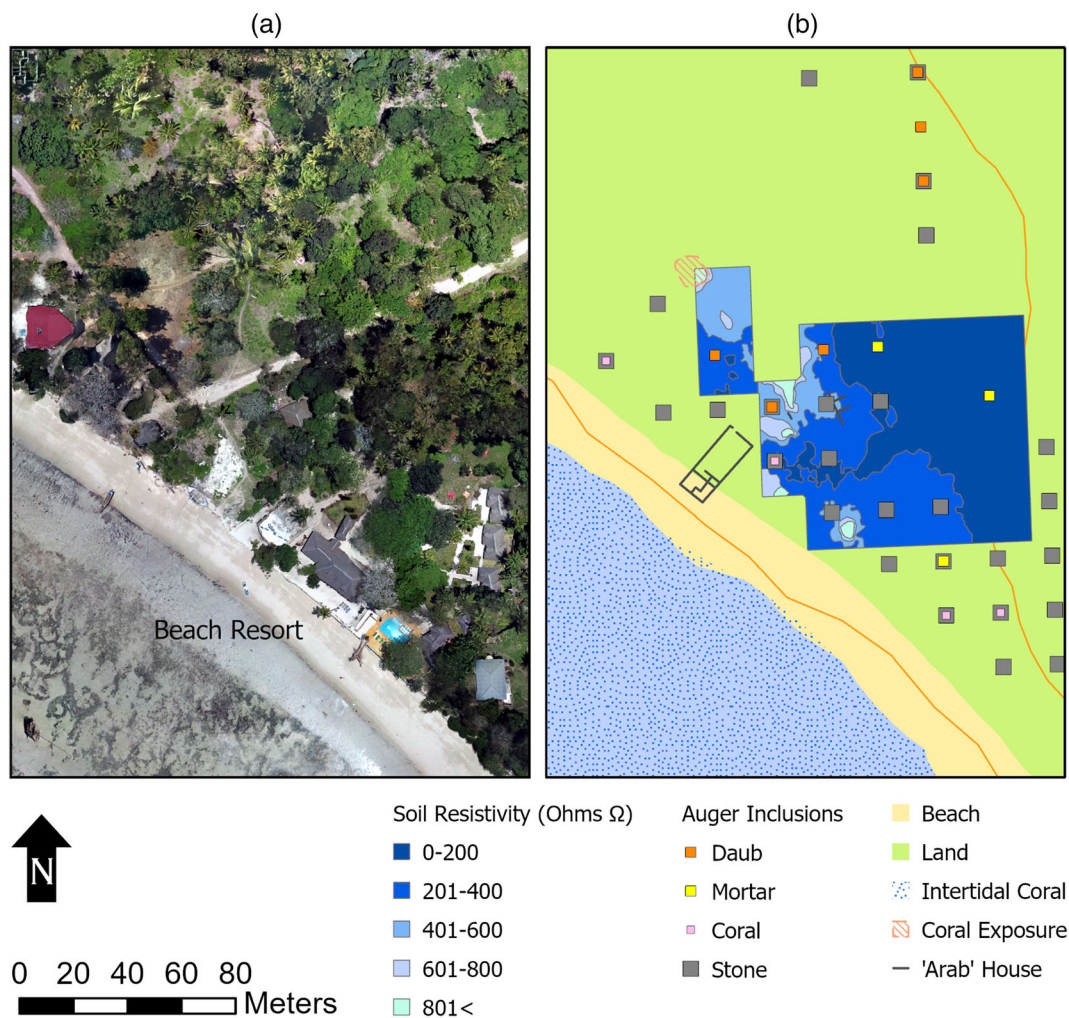 (a)
(b)
Beach Resort
N
0 20 40 60 80
Meters
Soil Resistivity (Ohms Ω)
0-200
201-400
401-600
601-800
801<
Auger Inclusions
Daub
Mortar
Coral
Stone
Beach
Land
Intertidal Coral
Coral Exposure
'Arab' House